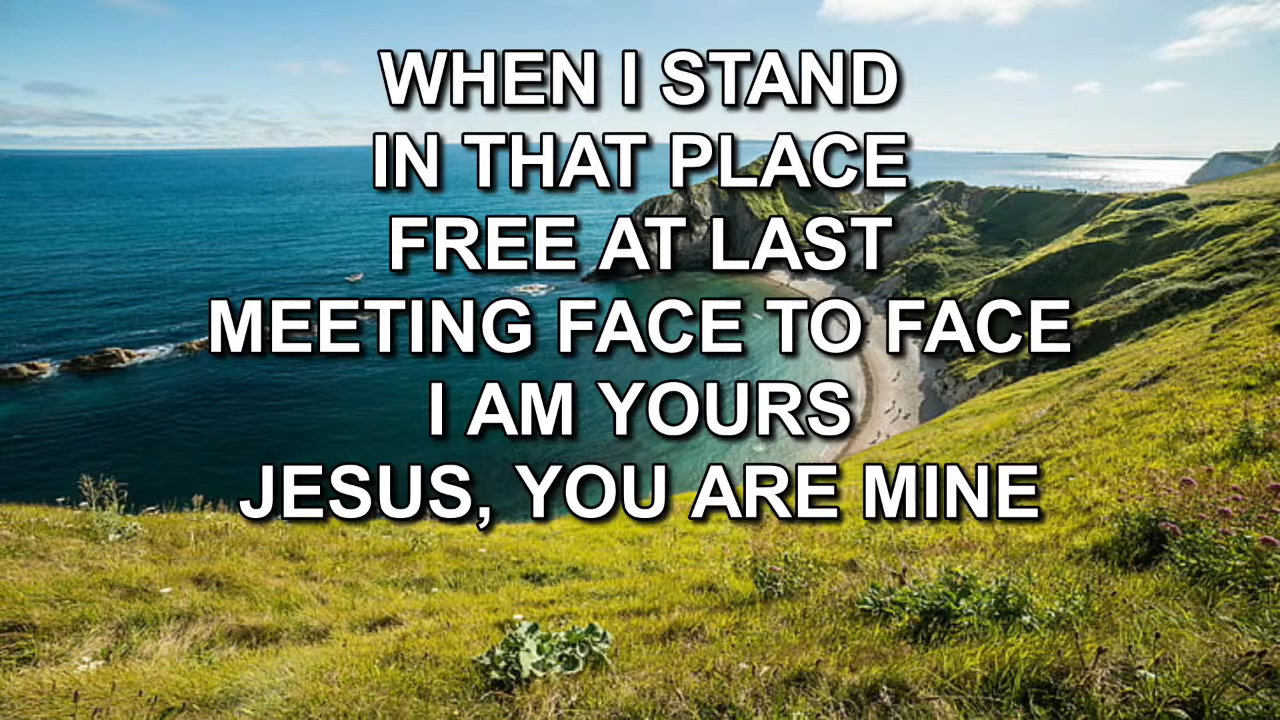 WHEN I STAND
IN THAT PLACE
FREE AT LAST
MEETING FACE TO FACE
I AM YOURS
JESUS, YOU ARE MINE